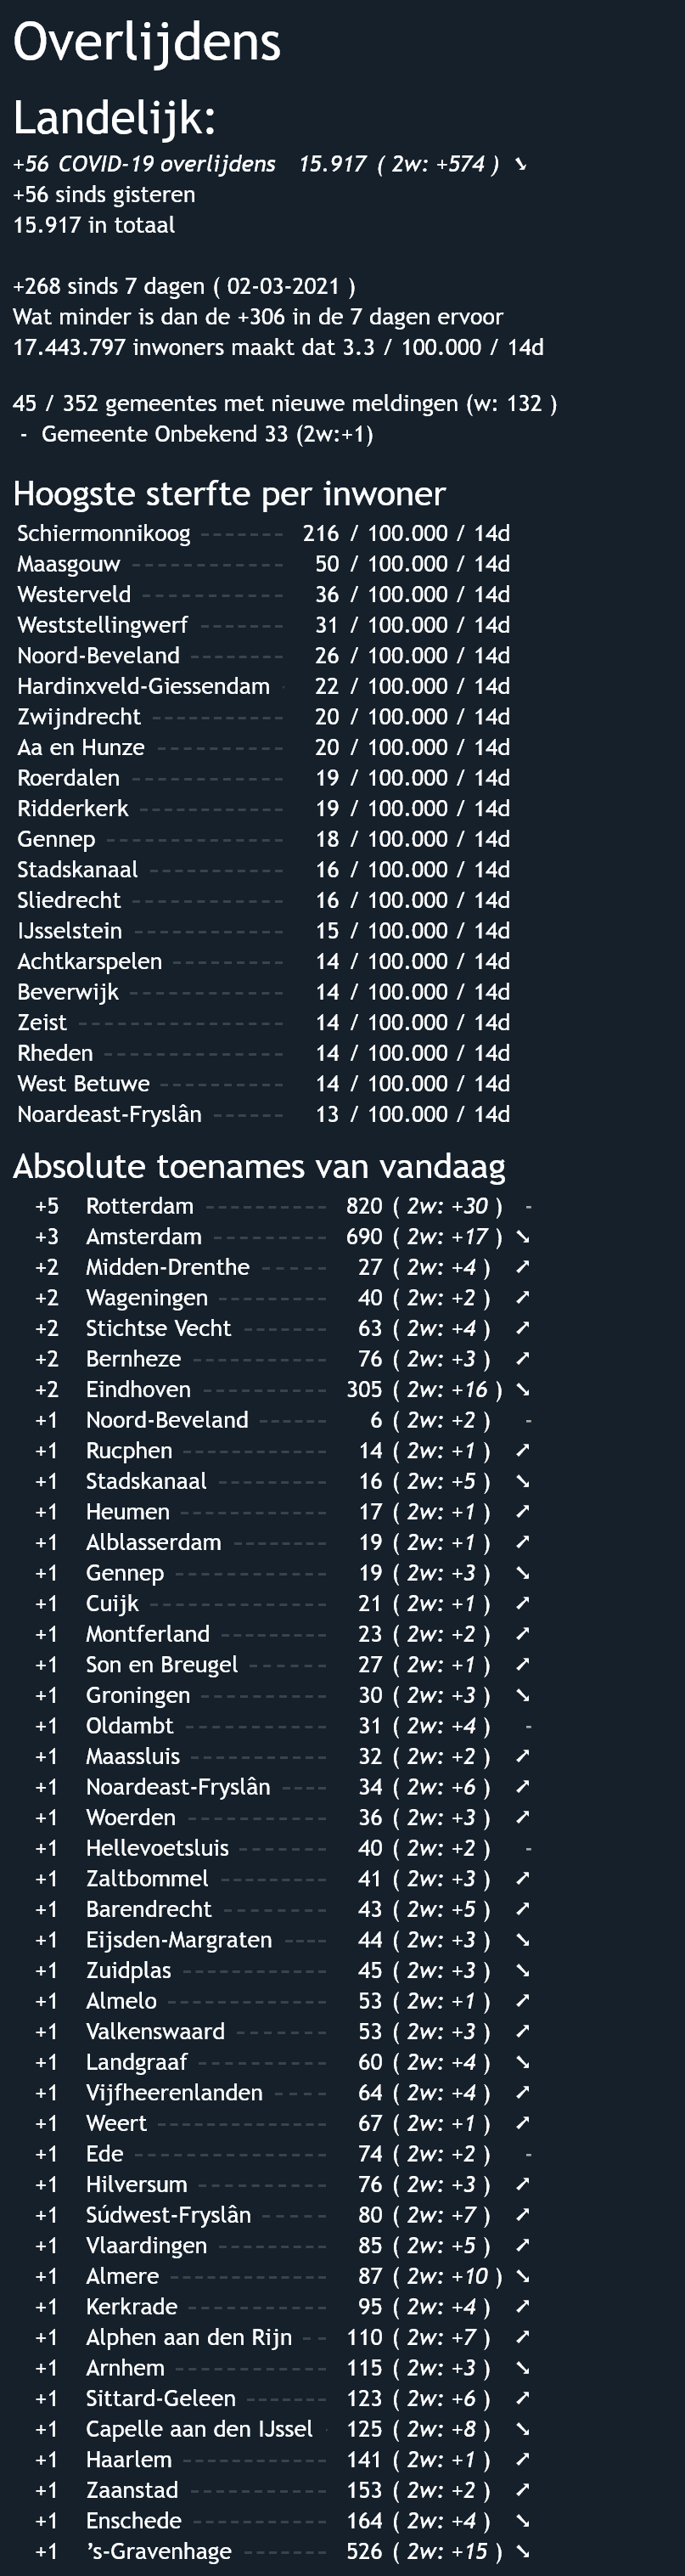 Overlijdens
Landelijk:
+56 COVID-19 overlijdens 15.917 ( 2w: +574 ) ➘
+56 sinds gisteren
15.917 in totaal
+268 sinds 7 dagen ( 02-03-2021 )
Wat minder is dan de +306 in de 7 dagen ervoor
17.443.797 inwoners maakt dat 3.3 / 100.000 / 14d
45 / 352 gemeentes met nieuwe meldingen (w: 132 )
- Gemeente Onbekend 33 (2w:+1)
Hoogste sterfte per inwoner
Schiermonnikoog ------- 216 / 100.000 / 14d
Maasgouw ------------ 50 / 100.000 / 14d
Westerveld ----------- 36 / 100.000 / 14d
Weststellingwerf ------- 31 / 100.000 / 14d
Noord-Beveland -------- 26 / 100.000 / 14d
Hardinxveld-Giessendam - 22 / 100.000 / 14d
Zwijndrecht ----------- 20 / 100.000 / 14d
Aa en Hunze ---------- 20 / 100.000 / 14d
Roerdalen ------------ 19 / 100.000 / 14d
Ridderkerk ----------- 19 / 100.000 / 14d
Gennep -------------- 18 / 100.000 / 14d
Stadskanaal ----------- 16 / 100.000 / 14d
Sliedrecht ------------ 16 / 100.000 / 14d
IJsselstein ------------ 15 / 100.000 / 14d
Achtkarspelen --------- 14 / 100.000 / 14d
Beverwijk ------------ 14 / 100.000 / 14d
Zeist ---------------- 14 / 100.000 / 14d
Rheden -------------- 14 / 100.000 / 14d
West Betuwe ---------- 14 / 100.000 / 14d
Noardeast-Fryslân ------ 13 / 100.000 / 14d
Absolute toenames van vandaag
+5 Rotterdam ---------- 820 ( 2w: +30 ) -
+3 Amsterdam ---------- 690 ( 2w: +17 ) ➘
+2 Midden-Drenthe ----- 27 ( 2w: +4 ) ➚
+2 Wageningen --------- 40 ( 2w: +2 ) ➚
+2 Stichtse Vecht ------- 63 ( 2w: +4 ) ➚
+2 Bernheze ----------- 76 ( 2w: +3 ) ➚
+2 Eindhoven ---------- 305 ( 2w: +16 ) ➘
+1 Noord-Beveland ------ 6 ( 2w: +2 ) -
+1 Rucphen ------------ 14 ( 2w: +1 ) ➚
+1 Stadskanaal --------- 16 ( 2w: +5 ) ➘
+1 Heumen ------------ 17 ( 2w: +1 ) ➚
+1 Alblasserdam -------- 19 ( 2w: +1 ) ➚
+1 Gennep ------------ 19 ( 2w: +3 ) ➘
+1 Cuijk -------------- 21 ( 2w: +1 ) ➚
+1 Montferland --------- 23 ( 2w: +2 ) ➚
+1 Son en Breugel ------ 27 ( 2w: +1 ) ➚
+1 Groningen ---------- 30 ( 2w: +3 ) ➘
+1 Oldambt ----------- 31 ( 2w: +4 ) -
+1 Maassluis ----------- 32 ( 2w: +2 ) ➚
+1 Noardeast-Fryslân ---- 34 ( 2w: +6 ) ➚
+1 Woerden ----------- 36 ( 2w: +3 ) ➚
+1 Hellevoetsluis ------- 40 ( 2w: +2 ) -
+1 Zaltbommel --------- 41 ( 2w: +3 ) ➚
+1 Barendrecht --------- 43 ( 2w: +5 ) ➚
+1 Eijsden-Margraten ---- 44 ( 2w: +3 ) ➘
+1 Zuidplas ------------ 45 ( 2w: +3 ) ➘
+1 Almelo ------------- 53 ( 2w: +1 ) ➚
+1 Valkenswaard ------- 53 ( 2w: +3 ) ➚
+1 Landgraaf ---------- 60 ( 2w: +4 ) ➘
+1 Vijfheerenlanden ---- 64 ( 2w: +4 ) ➚
+1 Weert ------------- 67 ( 2w: +1 ) ➚
+1 Ede --------------- 74 ( 2w: +2 ) -
+1 Hilversum ---------- 76 ( 2w: +3 ) ➚
+1 Súdwest-Fryslân ----- 80 ( 2w: +7 ) ➚
+1 Vlaardingen --------- 85 ( 2w: +5 ) ➚
+1 Almere ------------ 87 ( 2w: +10 ) ➘
+1 Kerkrade ----------- 95 ( 2w: +4 ) ➚
+1 Alphen aan den Rijn -- 110 ( 2w: +7 ) ➚
+1 Arnhem ------------ 115 ( 2w: +3 ) ➘
+1 Sittard-Geleen ------- 123 ( 2w: +6 ) ➚
+1 Capelle aan den IJssel - 125 ( 2w: +8 ) ➘
+1 Haarlem ------------ 141 ( 2w: +1 ) ➚
+1 Zaanstad ----------- 153 ( 2w: +2 ) ➚
+1 Enschede ----------- 164 ( 2w: +4 ) ➘
+1 ’s-Gravenhage ------- 526 ( 2w: +15 ) ➘